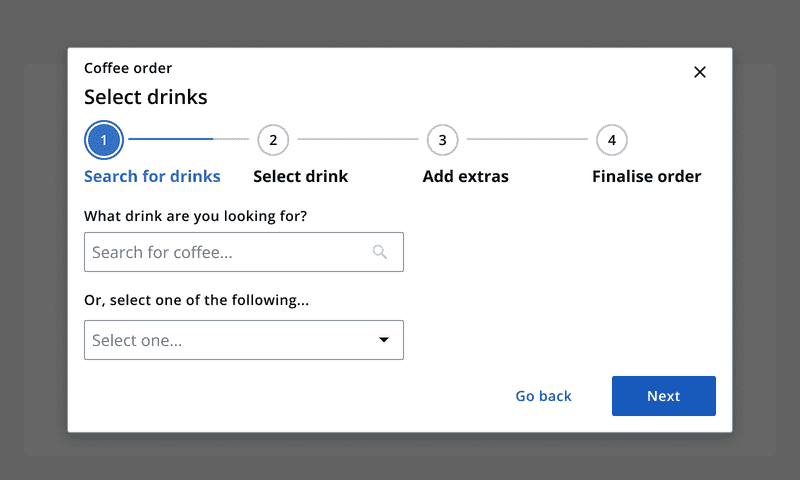 Coffee order
Select drinks
1 2 3 4
Search for drinks Select drink Add extras Finalise order
What drink are you looking for?
Search for coffee...
Or, select one of the following...
Select one...
Go back Next